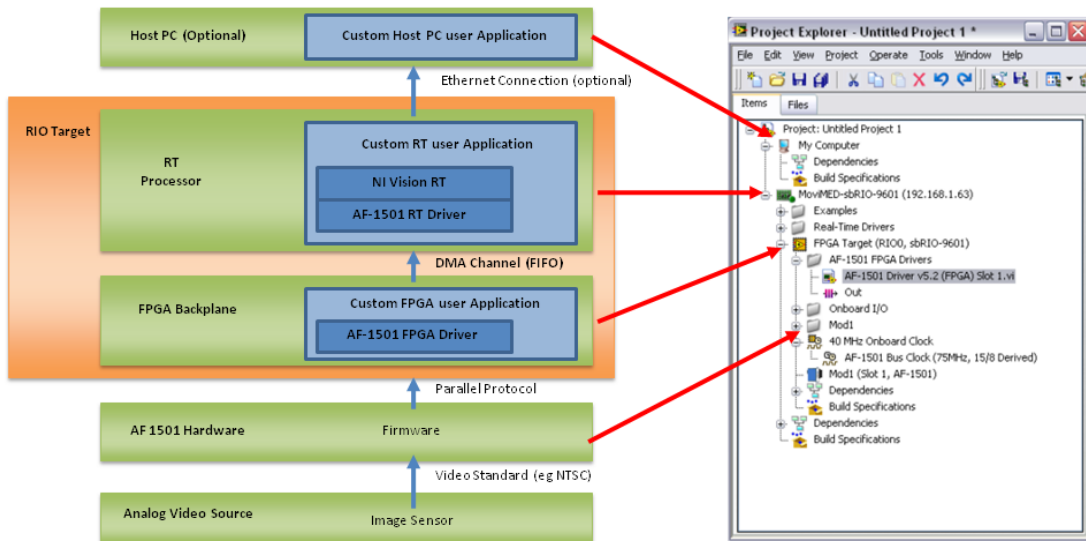 Host PC (Optional)
Custom Host PC user Application
Ethernet Connection (optional)
RIO Target
RT
Processor
Custom RT user Application
NI Vision RT
AF-1501 RT Driver
DMA Channel (FIFO)
FPGA Backplane
Custom FPGA user Application
AF-1501 FPGA Driver
Parallel Protocol
AF 1501 Hardware
Firmware
Video Standard (eg NTSC)
Analog Video Source
Image Sensor
Project Explorer - Untitled Project 1 *
File Edit View Project Operate Tools Window Help
Items Files
Project: Untitled Project 1
My Computer
Dependencies
Build Specifications
MoviMED-sbRIO-9601 (192.168.1.63)
Examples
Real-Time Drivers
FPGA Target (RIO0, sbRIO-9601)
AF-1501 FPGA Drivers
AF-1501 Driver v5.2 (FPGA) Slot 1.vi
Out
Onboard I/O
Mod1
40 MHz Onboard Clock
AF-1501 Bus Clock (75MHz, 15/8 Derived)
Mod1 (Slot 1, AF-1501)
Dependencies
Build Specifications
Dependencies
Build Specifications